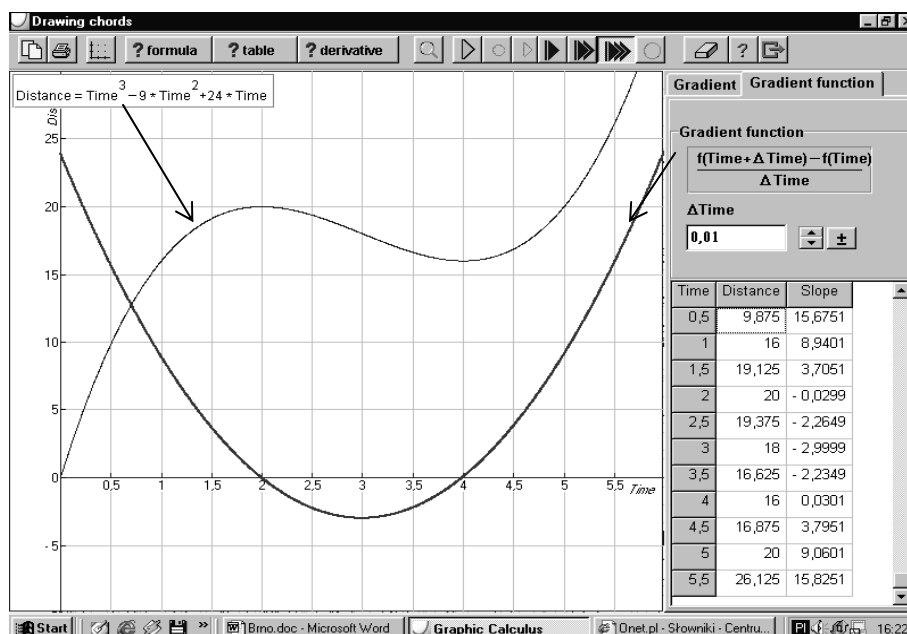 Drawing chords
? formula ? table ? derivative ?
Distance = Time³ − 9 * Time² + 24 * Time
Dis
25
20
15
10
5
0
- 5
0,5 1 1,5 2 2,5 3 3,5 4 4,5 5 5,5 Time
Gradient Gradient function
Gradient function
f(Time+ΔTime)−f(Time)
ΔTime
ΔTime
0,01 ±
Time Distance Slope
0,5 9,875 15,6751
1 16 8,9401
1,5 19,125 3,7051
2 20 - 0,0299
2,5 19,375 - 2,2649
3 18 - 2,9999
3,5 16,625 - 2,2349
4 16 0,0301
4,5 16,875 3,7951
5 20 9,0601
5,5 26,125 15,8251
Start » Brno.doc - Microsoft Word Graphic Calculus Onet.pl - Słowniki - Centru... Pl 16:22